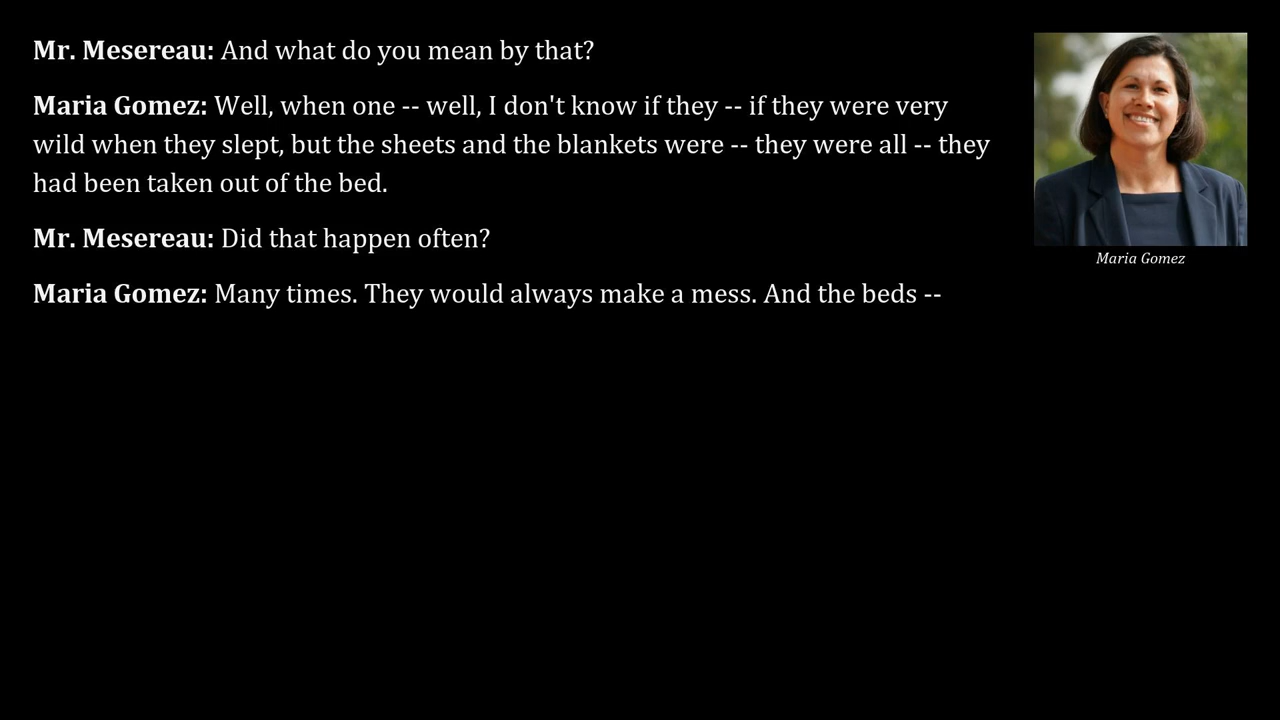 Mr. Mesereau: And what do you mean by that?
Maria Gomez: Well, when one -- well, I don't know if they -- if they were very
wild when they slept, but the sheets and the blankets were -- they were all -- they
had been taken out of the bed.
Mr. Mesereau: Did that happen often?
Maria Gomez: Many times. They would always make a mess. And the beds --
Maria Gomez